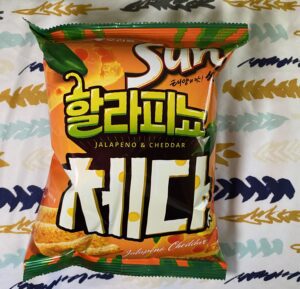 Sun
할라피뇨
JALAPENO & CHEDDAR
체다
Jalapeno Cheddar